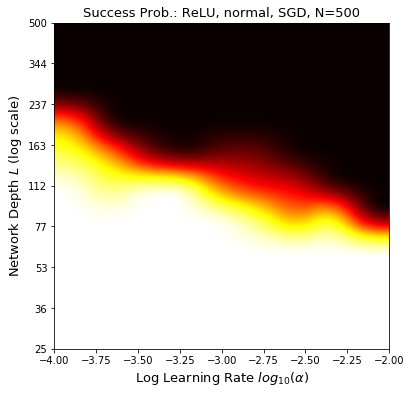 Success Prob.: ReLU, normal, SGD, N=500
Network Depth L (log scale)
500
344
237
163
112
77
53
36
25
−4.00 −3.75 −3.50 −3.25 −3.00 −2.75 −2.50 −2.25 −2.00
Log Learning Rate log₁₀(α)